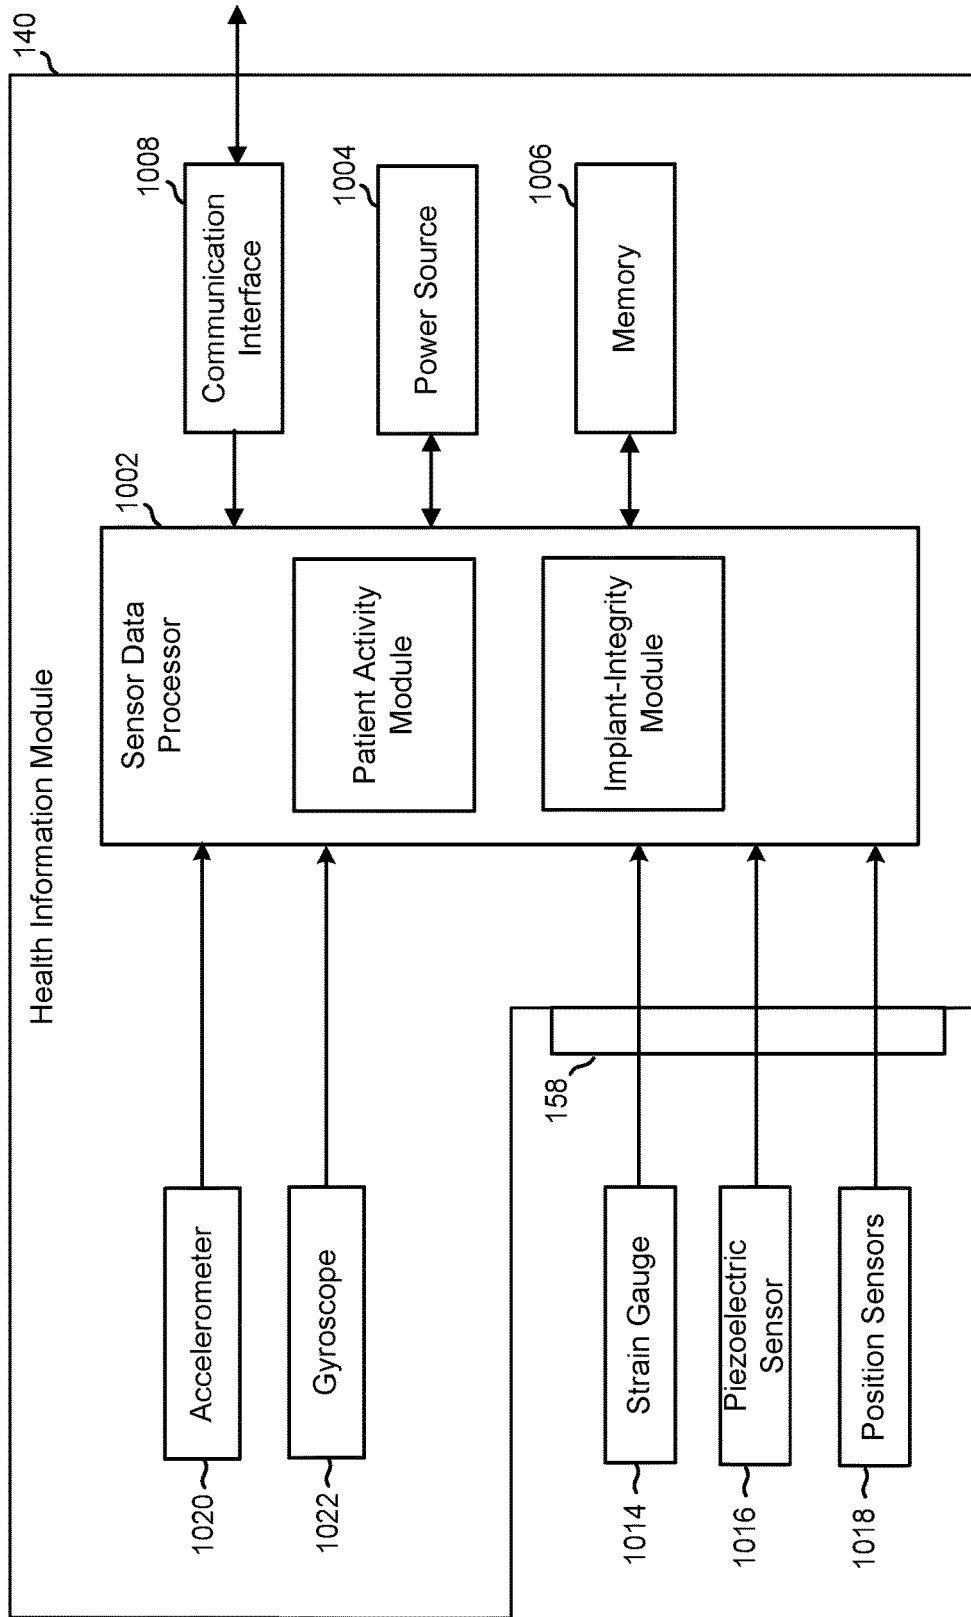 Health Information Module
140
Accelerometer
1020
Gyroscope
1022
Strain Gauge
1014
Piezoelectric
Sensor
1016
Position Sensors
1018
158
Sensor Data
Processor
1002
Patient Activity
Module
Implant-Integrity
Module
Communication
Interface
1008
Power Source
1004
Memory
1006